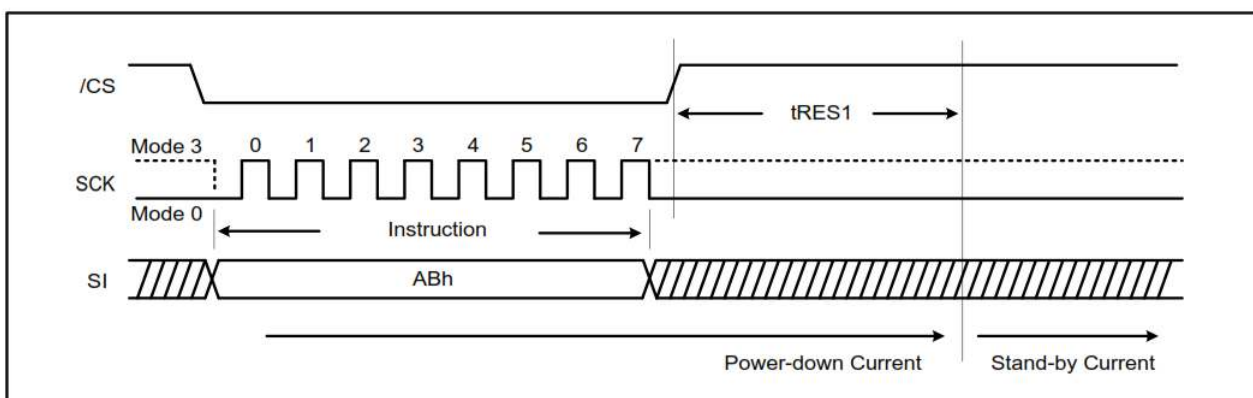 /CS
tRES1
Mode 3
0 1 2 3 4 5 6 7
SCK
Mode 0
Instruction
SI
ABh
Power-down Current
Stand-by Current